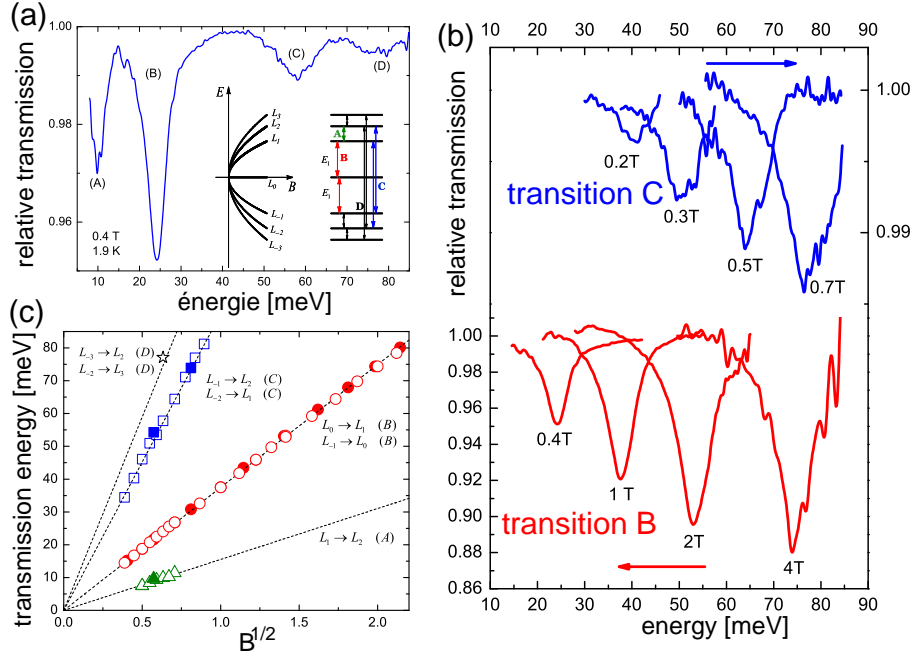 (a)
relative transmission
1.00
0.98
0.96
(A)
(B)
(C)
(D)
0.4 T
1.9 K
E
B
L₃
L₂
L₁
L₀
L₋₁
L₋₂
L₋₃
A
B
C
D
E₁
E₁
10 20 30 40 50 60 70 80
énergie [meV]
(b)
10 20 30 40 50 60 70 80 90
relative transmission
1.00
0.99
0.2T
0.3T
0.5T
0.7T
transition C
1.00
0.98
0.96
0.94
0.92
0.90
0.88
0.86
0.4T
1 T
2T
4T
transition B
10 20 30 40 50 60 70 80 90
energy [meV]
(c)
transmission energy [meV]
80
70
60
50
40
30
20
10
0
L₋₃ → L₂ (D)
L₋₂ → L₃ (D)
L₋₁ → L₂ (C)
L₋₂ → L₁ (C)
L₀ → L₁ (B)
L₋₁ → L₀ (B)
L₁ → L₂ (A)
0.0 0.5 1.0 1.5 2.0
B^1/2